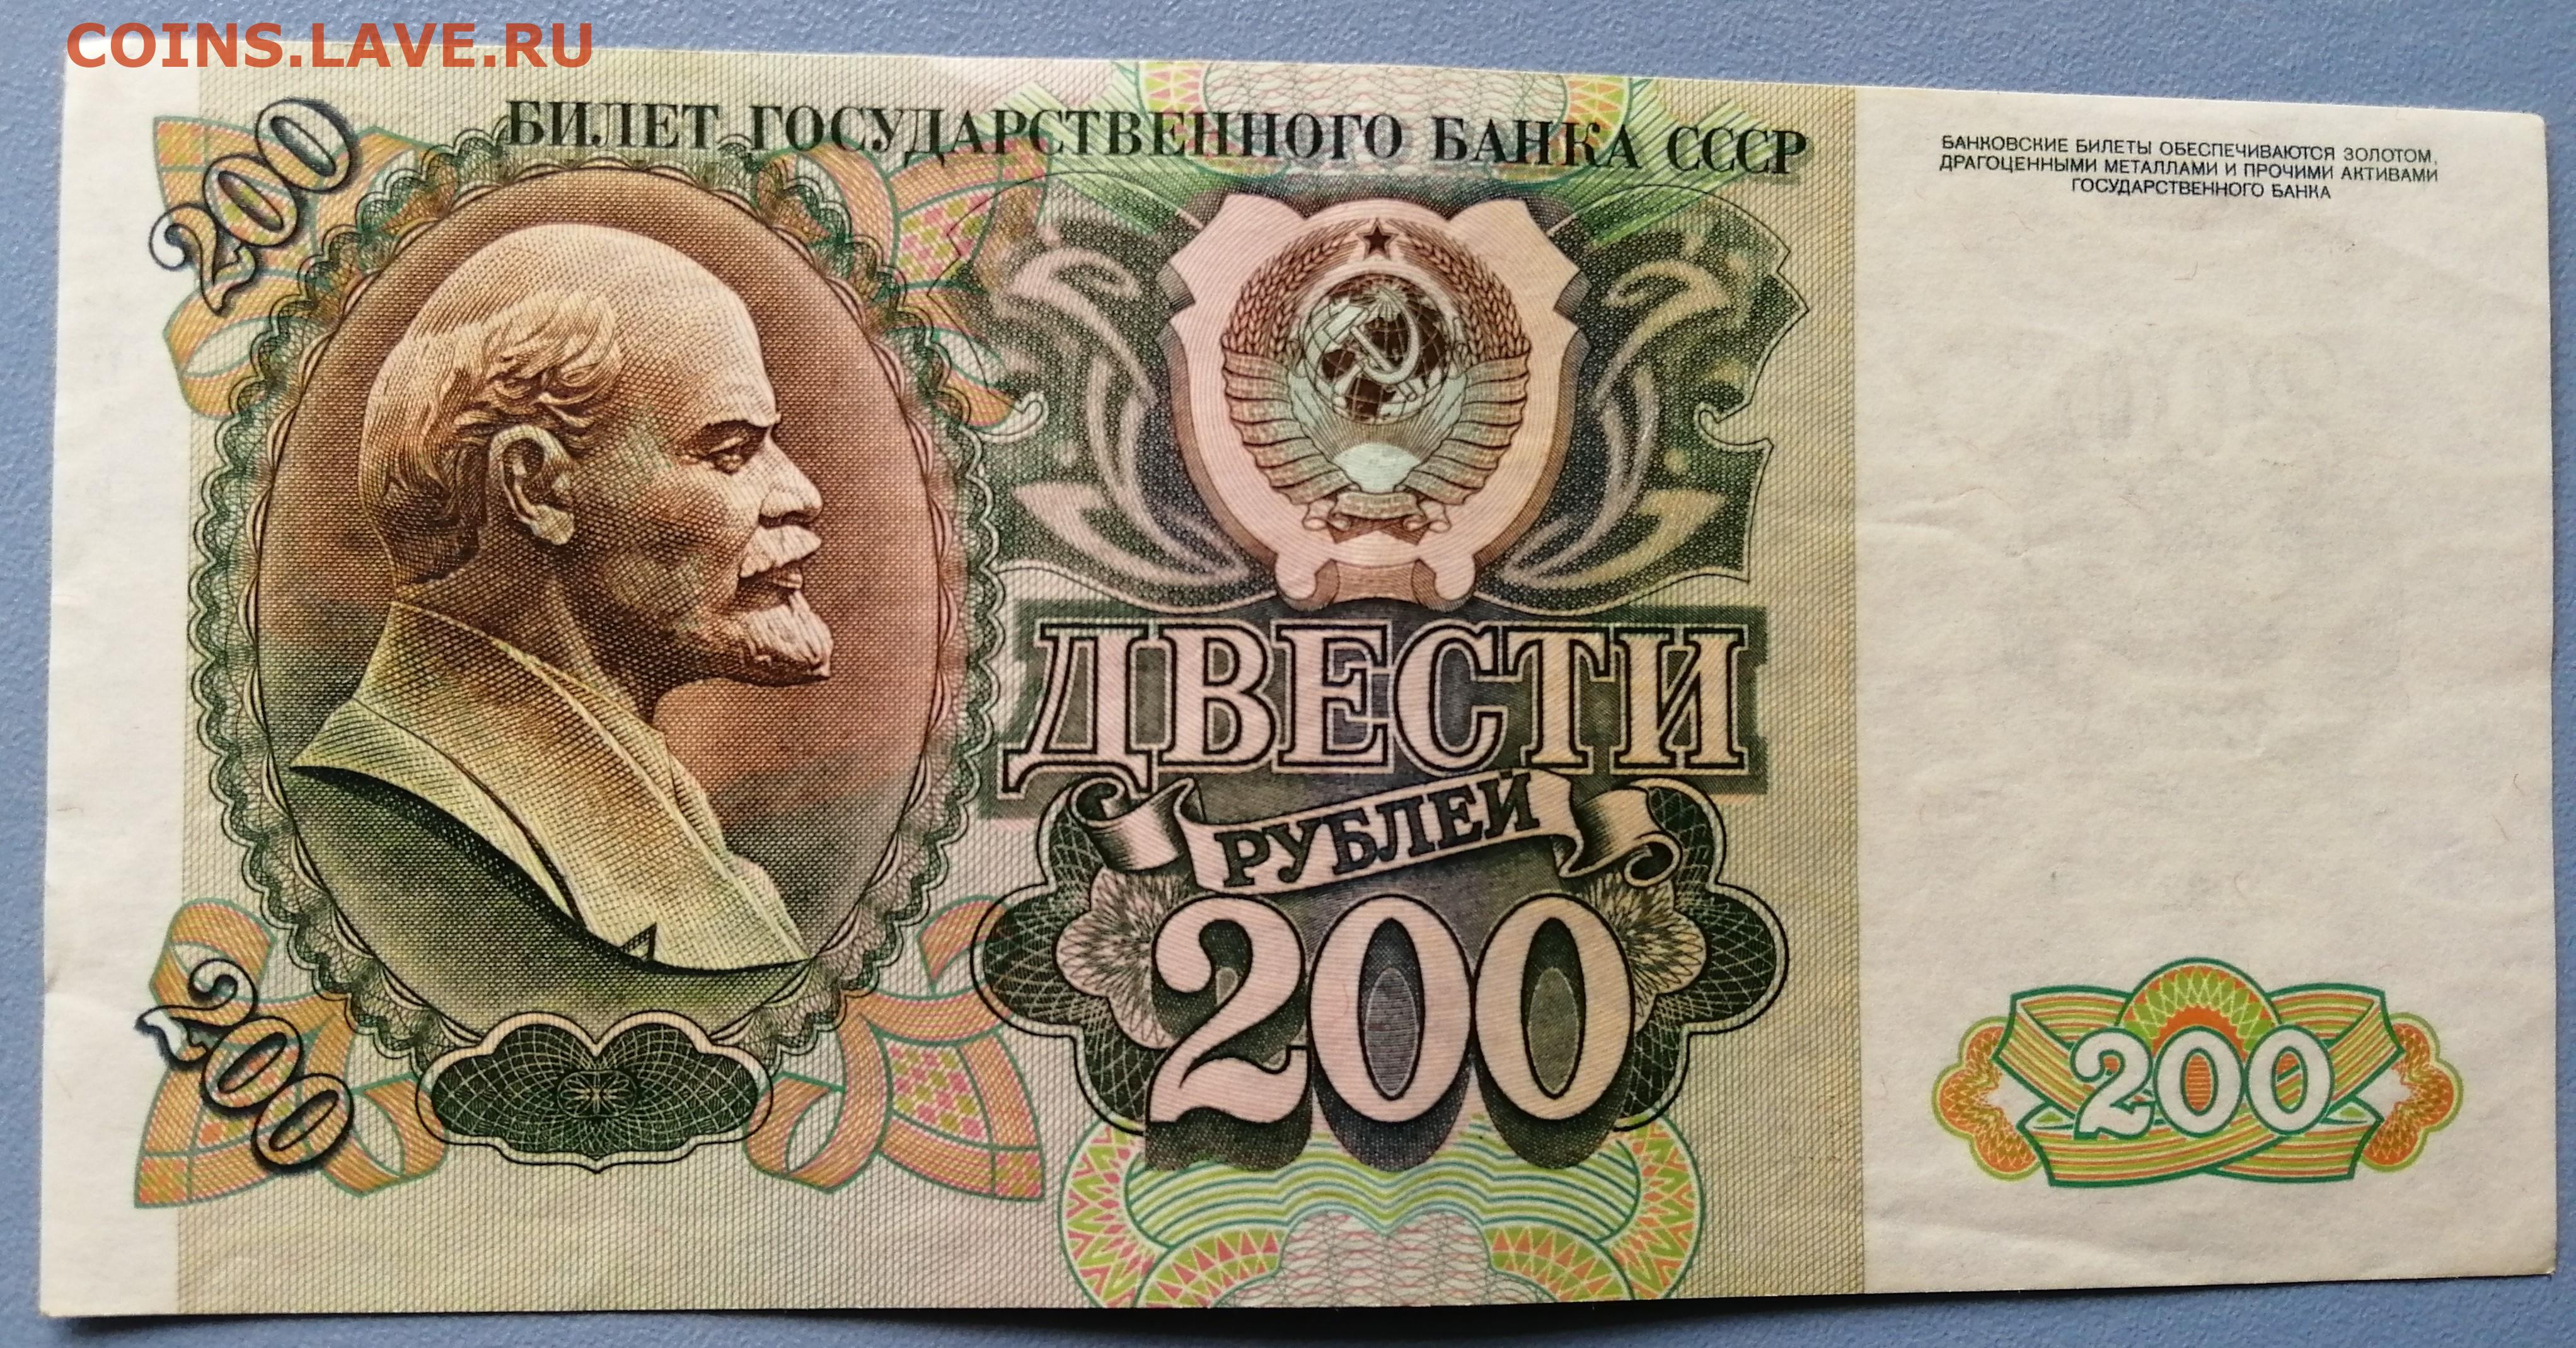 COINS.LAVE.RU
БИЛЕТ ГОСУДАРСТВЕННОГО БАНКА СССР
БАНКОВСКИЕ БИЛЕТЫ ОБЕСПЕЧИВАЮТСЯ ЗОЛОТОМ,
ДРАГОЦЕННЫМИ МЕТАЛЛАМИ И ПРОЧИМИ АКТИВАМИ
ГОСУДАРСТВЕННОГО БАНКА
200
ДВЕСТИ
РУБЛЕЙ
200
200
200